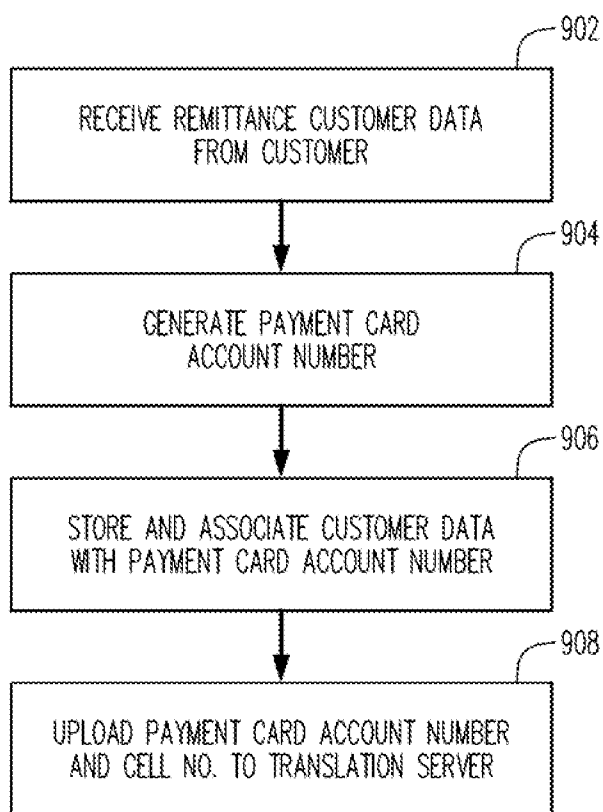 902
RECEIVE REMITTANCE CUSTOMER DATA
FROM CUSTOMER
904
GENERATE PAYMENT CARD
ACCOUNT NUMBER
906
STORE AND ASSOCIATE CUSTOMER DATA
WITH PAYMENT CARD ACCOUNT NUMBER
908
UPLOAD PAYMENT CARD ACCOUNT NUMBER
AND CELL NO. TO TRANSLATION SERVER